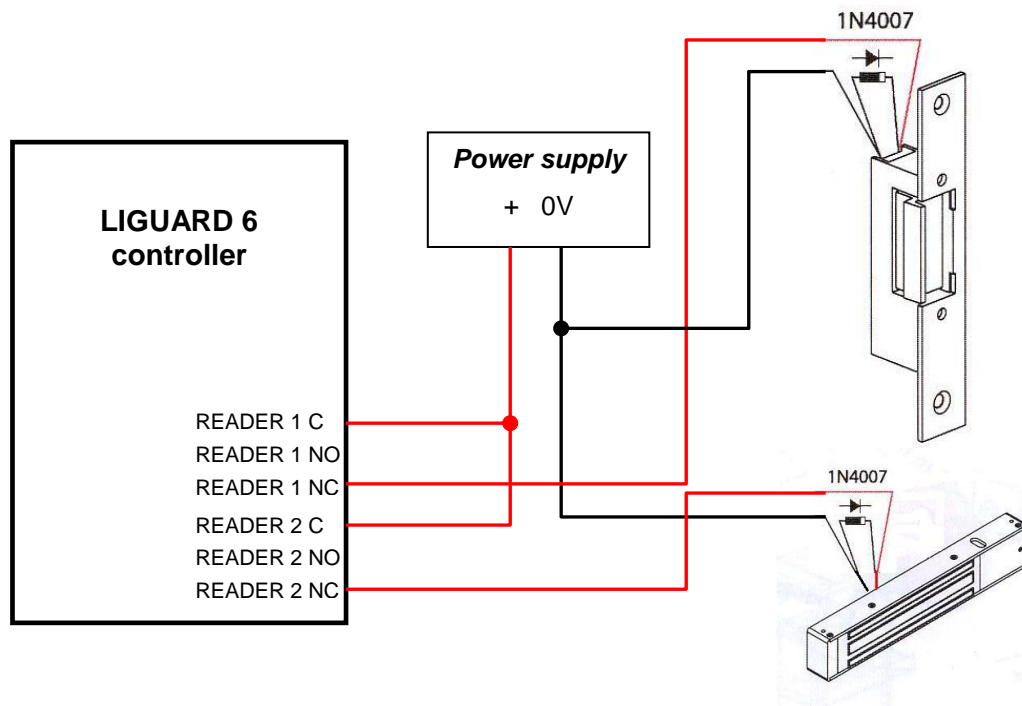 1N4007
Power supply
+ 0V
LIGUARD 6
controller
READER 1 C
READER 1 NO
READER 1 NC
READER 2 C
READER 2 NO
READER 2 NC
1N4007